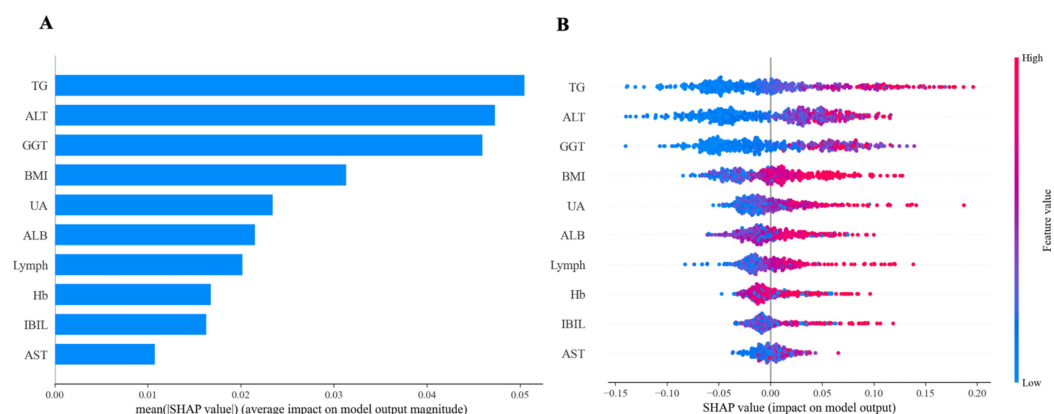 A
TG
ALT
GGT
BMI
UA
ALB
Lymph
Hb
IBIL
AST
0.00 0.01 0.02 0.03 0.04 0.05
mean(|SHAP value|) (average impact on model output magnitude)
B
TG
ALT
GGT
BMI
UA
ALB
Lymph
Hb
IBIL
AST
−0.15 −0.10 −0.05 0.00 0.05 0.10 0.15 0.20
SHAP value (impact on model output)
High
Feature value
Low